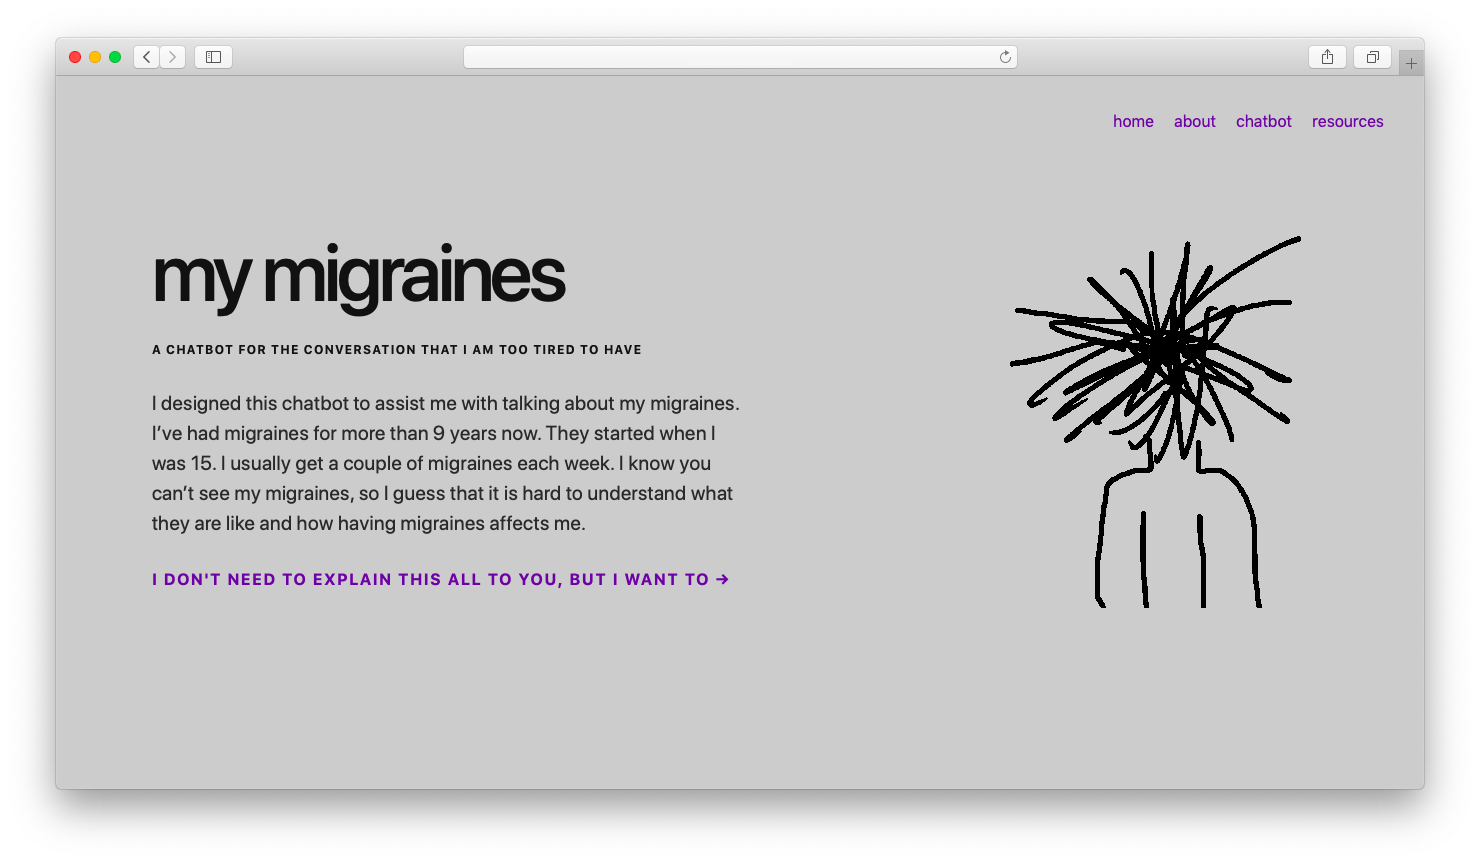 home about chatbot resources
my migraines
A CHATBOT FOR THE CONVERSATION THAT I AM TOO TIRED TO HAVE
I designed this chatbot to assist me with talking about my migraines.
I’ve had migraines for more than 9 years now. They started when I
was 15. I usually get a couple of migraines each week. I know you
can’t see my migraines, so I guess that it is hard to understand what
they are like and how having migraines affects me.
I DON'T NEED TO EXPLAIN THIS ALL TO YOU, BUT I WANT TO →